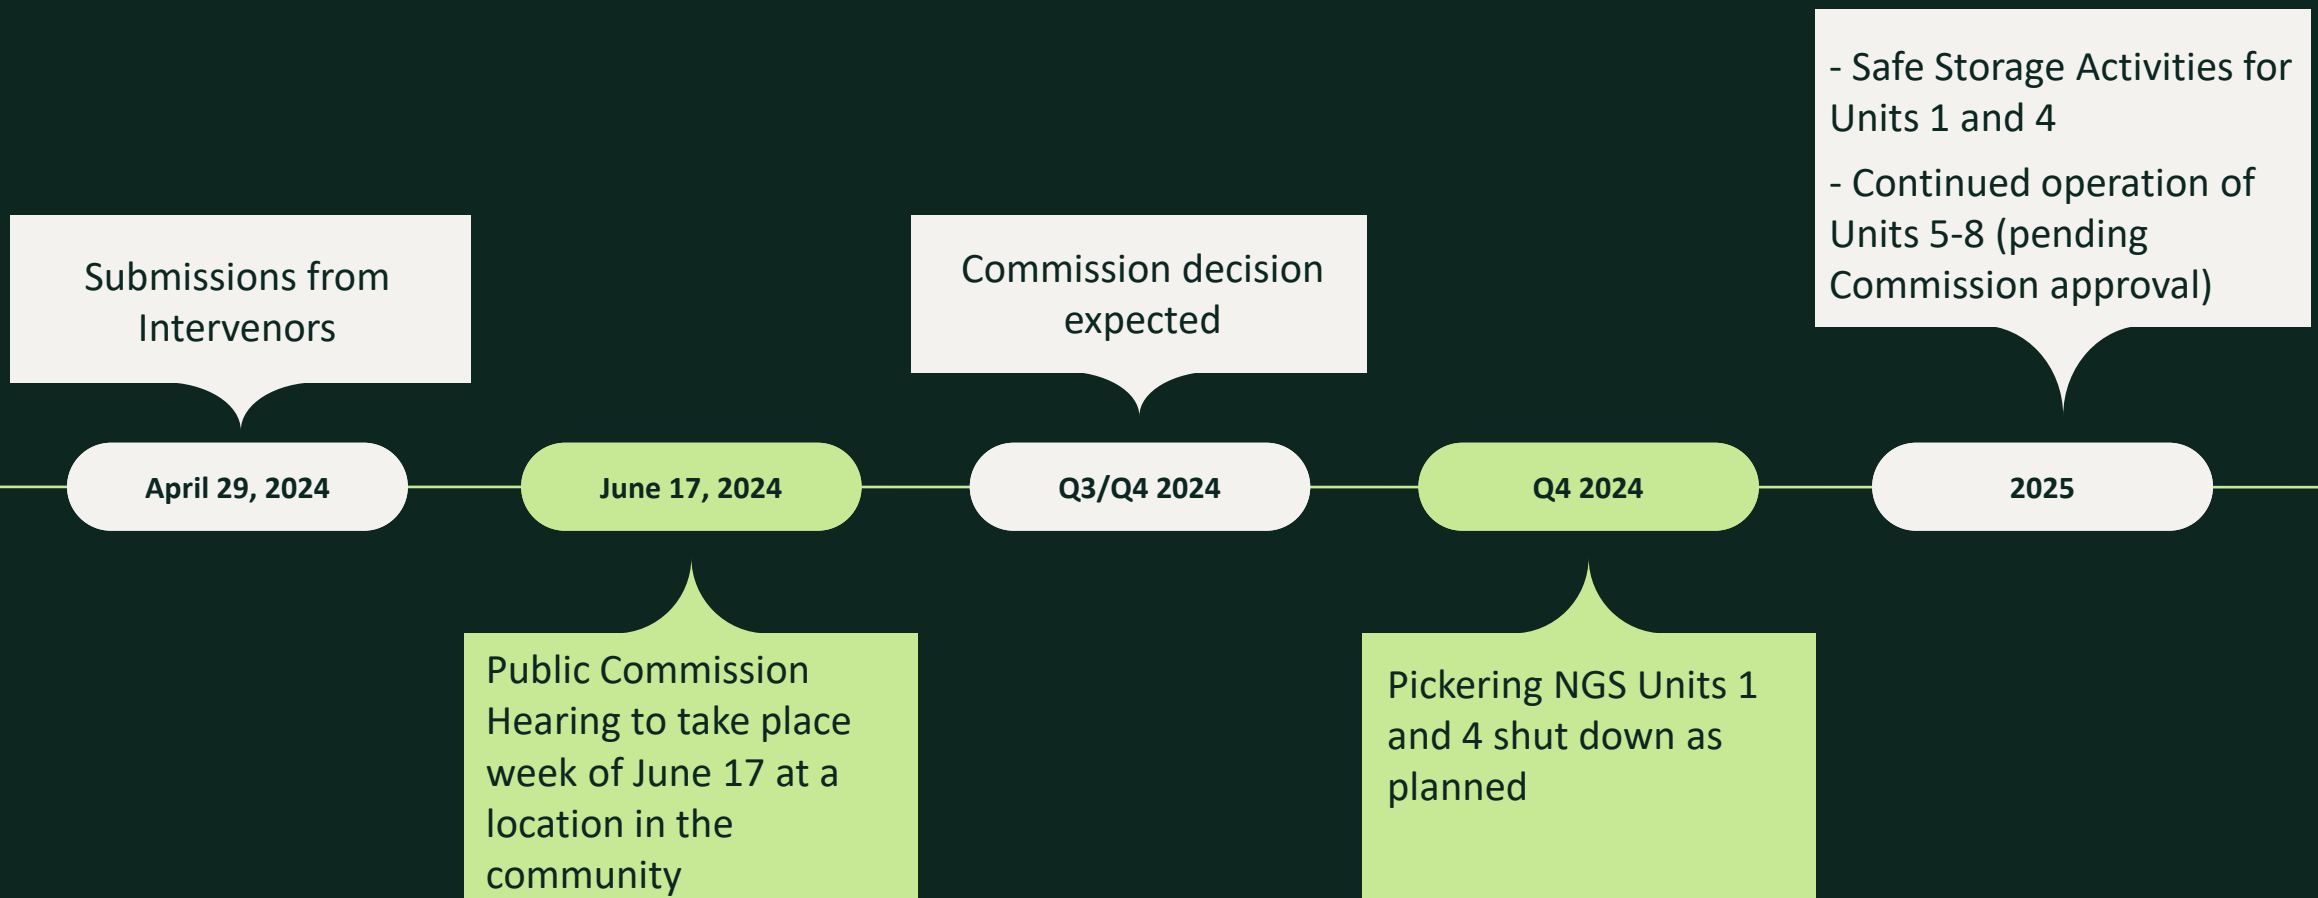 - Safe Storage Activities for
Units 1 and 4
- Continued operation of
Units 5-8 (pending
Commission approval)
Submissions from
Intervenors
Commission decision
expected
April 29, 2024
June 17, 2024
Q3/Q4 2024
Q4 2024
2025
Public Commission
Hearing to take place
week of June 17 at a
location in the
community
Pickering NGS Units 1
and 4 shut down as
planned